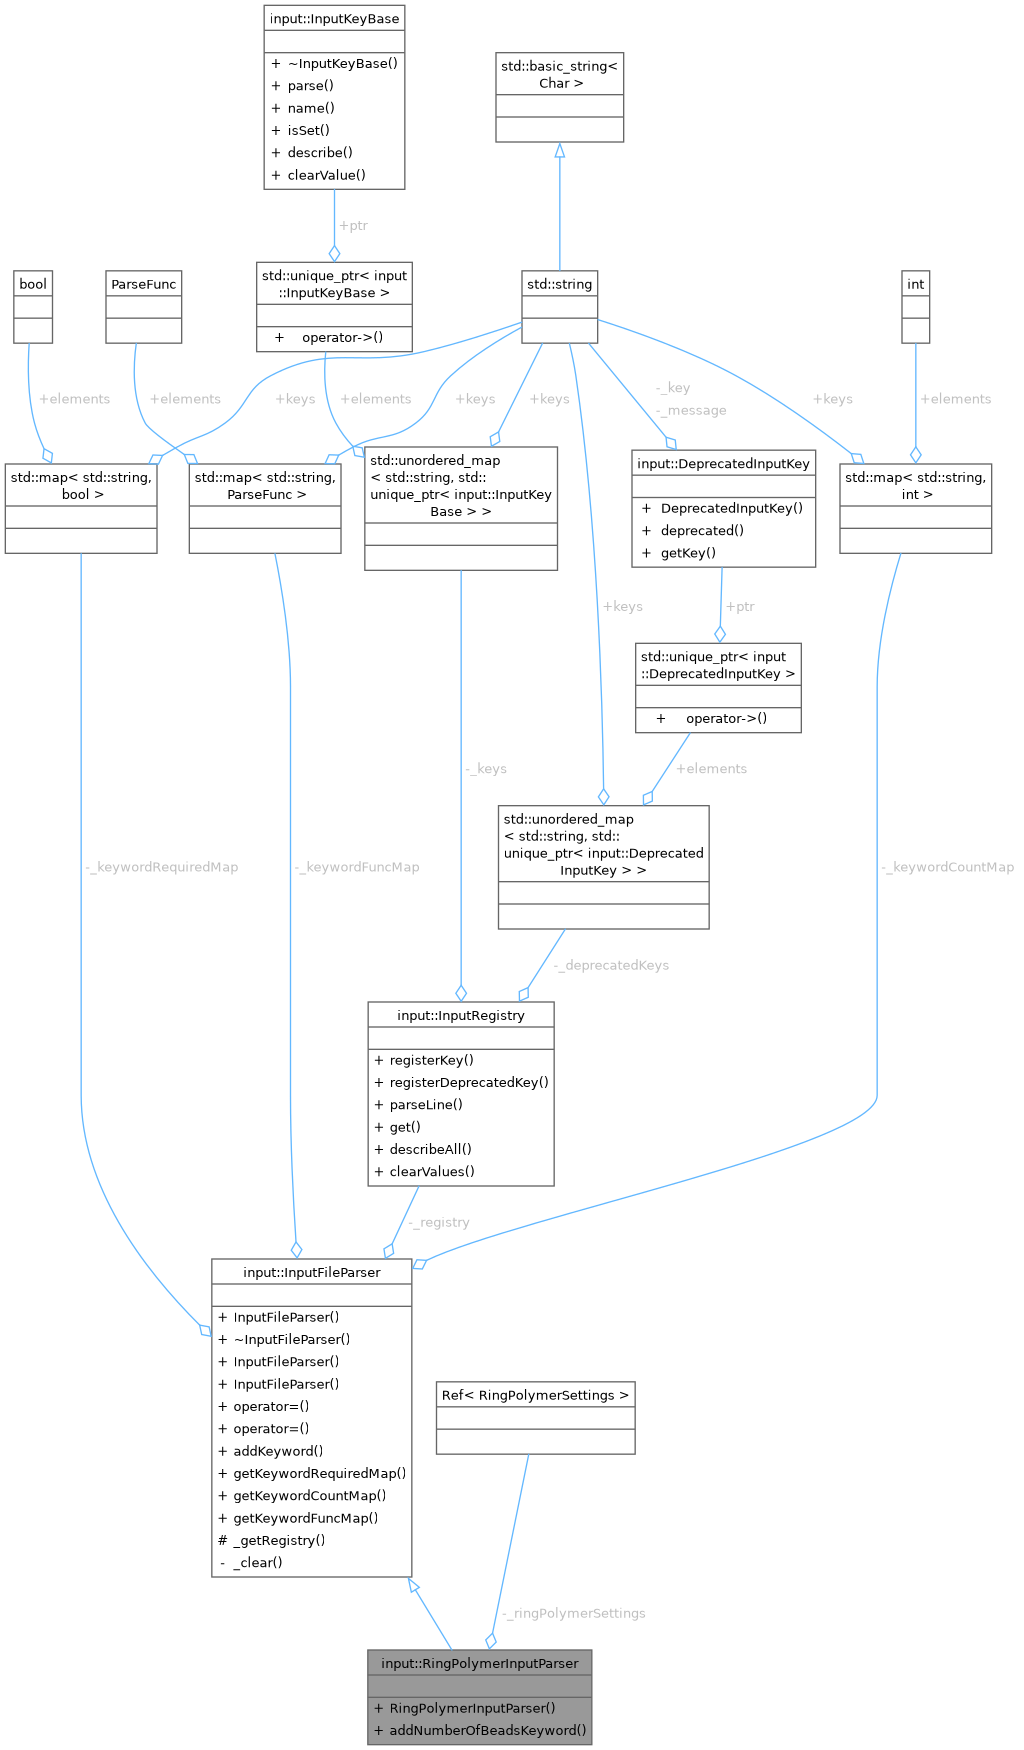 input::InputKeyBase
+ ~InputKeyBase()
+ parse()
+ name()
+ isSet()
+ describe()
+ clearValue()
std::basic_string<
Char >
+ptr
bool
ParseFunc
std::unique_ptr< input
::InputKeyBase >
+ operator->()
std::string
int
+elements
+elements
+keys
+elements
+keys
+keys
-_key
-_message
+keys
+elements
std::map< std::string,
bool >
std::map< std::string,
ParseFunc >
std::unordered_map
< std::string, std::
unique_ptr< input::InputKey
Base > >
input::DeprecatedInputKey
+ DeprecatedInputKey()
+ deprecated()
+ getKey()
std::map< std::string,
int >
+keys
+ptr
std::unique_ptr< input
::DeprecatedInputKey >
+ operator->()
-_keys
+elements
std::unordered_map
< std::string, std::
unique_ptr< input::Deprecated
InputKey > >
-_keywordRequiredMap
-_keywordFuncMap
-_keywordCountMap
-_deprecatedKeys
input::InputRegistry
+ registerKey()
+ registerDeprecatedKey()
+ parseLine()
+ get()
+ describeAll()
+ clearValues()
-_registry
input::InputFileParser
+ InputFileParser()
+ ~InputFileParser()
+ InputFileParser()
+ InputFileParser()
+ operator=()
+ operator=()
+ addKeyword()
+ getKeywordRequiredMap()
+ getKeywordCountMap()
+ getKeywordFuncMap()
# _getRegistry()
- _clear()
Ref< RingPolymerSettings >
-_ringPolymerSettings
input::RingPolymerInputParser
+ RingPolymerInputParser()
+ addNumberOfBeadsKeyword()